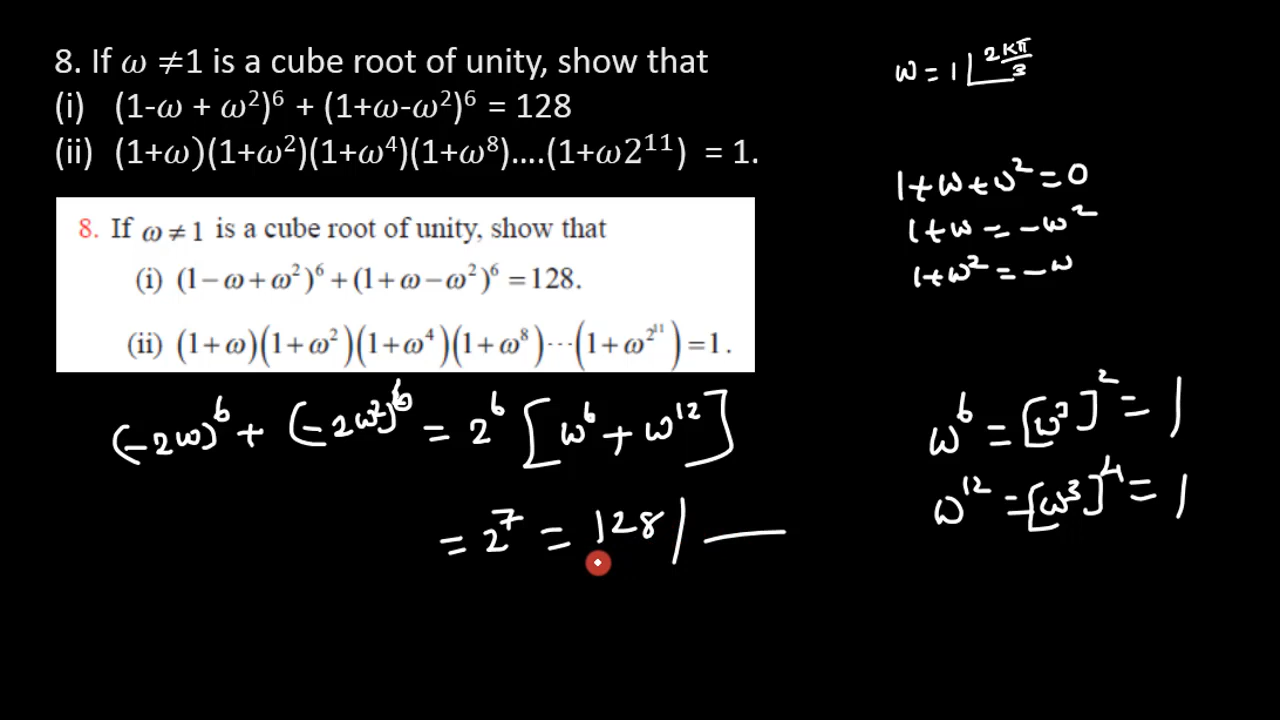 8. If ω ≠1 is a cube root of unity, show that
(i) (1-ω + ω²)⁶ + (1+ω-ω²)⁶ = 128
(ii) (1+ω)(1+ω²)(1+ω⁴)(1+ω⁸)....(1+ω2¹¹) = 1.
8. If ω ≠ 1 is a cube root of unity, show that
(i) (1−ω+ω²)⁶+(1+ω−ω²)⁶=128.
(ii) (1+ω)(1+ω²)(1+ω⁴)(1+ω⁸)⋯(1+ω^2^11)=1.
(-2ω)⁶ + (-2ω²)⁶ = 2⁶ [ω⁶ + ω¹²]
= 2⁷ = 128
ω = 1∠2kπ/3
1+ω+ω²=0
1+ω = -ω²
1+ω² = -ω
ω⁶ = [ω³]² = 1
ω¹² = [ω³]⁴ = 1